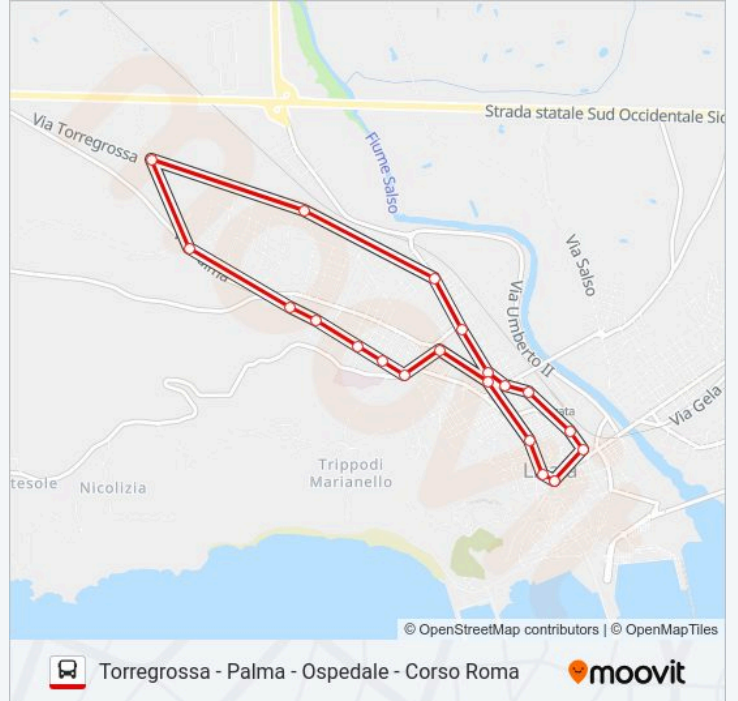 Strada statale Sud Occidentale Sic
Via Torregrossa
Fiume Salso
Via Salso
Via Umberto II
Via Gela
Trippodi
Marianello
tesole
Nicolizia
© OpenStreetMap contributors | © OpenMapTiles
Torregrossa - Palma - Ospedale - Corso Roma
moovit